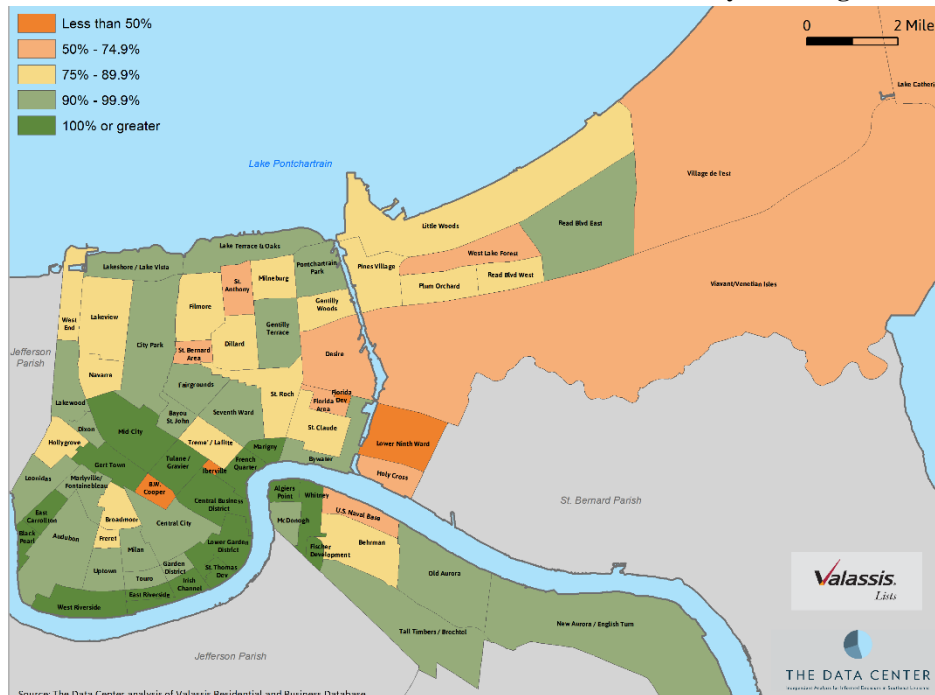 Less than 50%
50% - 74.9%
75% - 89.9%
90% - 99.9%
100% or greater
0 2 Mile
Lake Catheri
Lake Pontchartrain
Village de l'est
Little Woods
Read Blvd East
Lake Terrace & Oaks
West Lake Forest
Pontchartrain
Park
Lakeshore / Lake Vista
Pines Village
Read Blvd West
St.
Anthony
Milneburg
Plum Orchard
Viavant/Venetian Isles
Filmore
Gentilly
Woods
West
End
Lakeview
Gentilly
Terrace
City Park
Dillard
Jefferson
Parish
St. Bernard
Area
Desire
Navarra
Fairgrounds
St. Roch
Florida
Dev
Florida
Area
Lakewood
Bayou
St. John
Seventh Ward
Dixon
Mid-City
St. Claude
Hollygrove
Treme' / Lafitte
Lower Ninth Ward
Marigny
Bywater
Gert Town
Tulane /
Gravier
Iberville
French
Quarter
Holy Cross
Leonidas
Marlyville/
Fontainebleau
B.W.
Cooper
Algiers
Point
Whitney
St. Bernard Parish
Central Business
District
U.S. Naval Base
East
Carrollton
Broadmoor
Central City
McDonogh
Black
Pearl
Audubon
Freret
Lower Garden
District
Fischer
Development
Behrman
Milan
Garden
District
St. Thomas
Dev
Uptown
Touro
Irish
Channel
Old Aurora
East Riverside
West Riverside
New Aurora / English Turn
Tall Timbers / Brechtel
Jefferson Parish
Valassis
Lists
THE DATA CENTER
Source: The Data Center analysis of Valassis Residential and Business Database